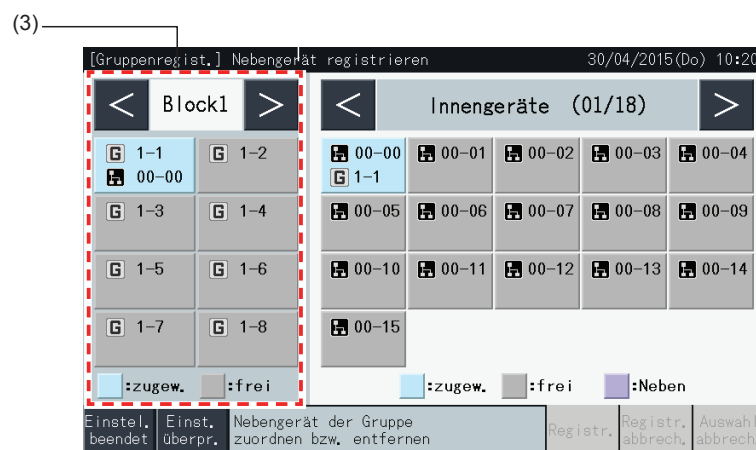 (3)
[Gruppenregist.] Nebengerät registrieren 30/04/2015(Do) 10:20
< Block1 > < Innengeräte (01/18) >
G 1-1 G 1-2 00-00 00-01 00-02 00-03 00-04
00-00 G 1-1
G 1-3 G 1-4 00-05 00-06 00-07 00-08 00-09
G 1-5 G 1-6 00-10 00-11 00-12 00-13 00-14
G 1-7 G 1-8 00-15
:zugew. :frei :zugew. :frei :Neben
Einstel. Einst. Nebengerät der Gruppe Registr. Registr. Auswahl
beendet überpr. zuordnen bzw. entfernen abbrech. abbrech.